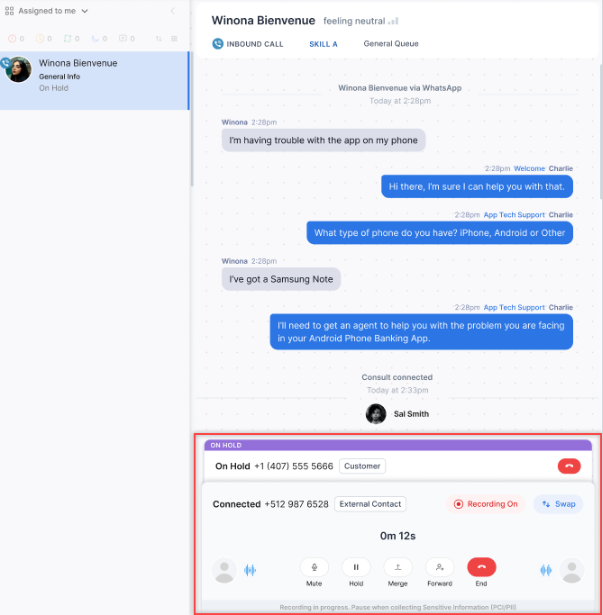 Assigned to me
0 0 0 0 0
Winona Bienvenue
General Info
On Hold
Winona Bienvenue feeling neutral
INBOUND CALL SKILL A General Queue
Winona Bienvenue via WhatsApp
Today at 2:28pm
Winona 2:28pm
I'm having trouble with the app on my phone
2:28pm Welcome Charlie
Hi there, I'm sure I can help you with that.
2:28pm App Tech Support Charlie
What type of phone do you have? iPhone, Android or Other
Winona 2:28pm
I've got a Samsung Note
2:28pm App Tech Support Charlie
I'll need to get an agent to help you with the problem you are facing
in your Android Phone Banking App.
Consult connected
Today at 2:33pm
Sal Smith
ON HOLD
On Hold +1 (407) 555 5666 Customer
Connected +512 987 6528 External Contact Recording On Swap
0m 12s
Mute Hold Merge Forward End
Recording in progress. Pause when collecting Sensitive Information (PCI/PII)